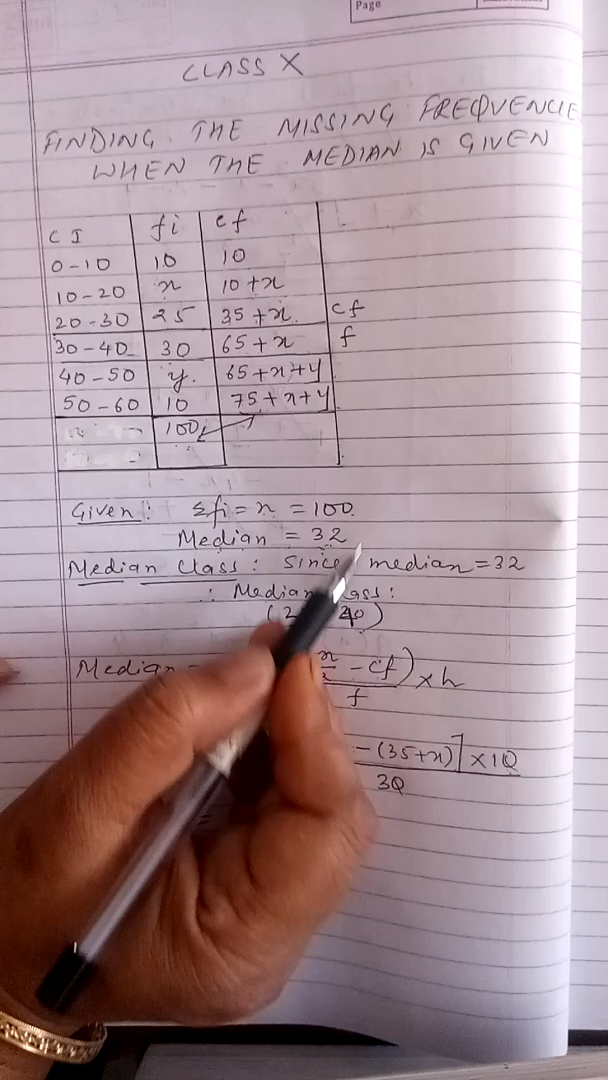 Page
CLASS X
FINDING THE MISSING FREQUENCIE
WHEN THE MEDIAN IS GIVEN
CI fi cf
0-10 10 10
10-20 x 10+x
20-30 25 35+x cf
30-40 30 65+x f
40-50 y 65+x+y
50-60 10 75+x+y
100
Given: Σfi = n = 100
Median = 32
Median Class: Since median = 32
∴ Median
40)
Median - cf) × h
f
- (35+x)] × 10
30